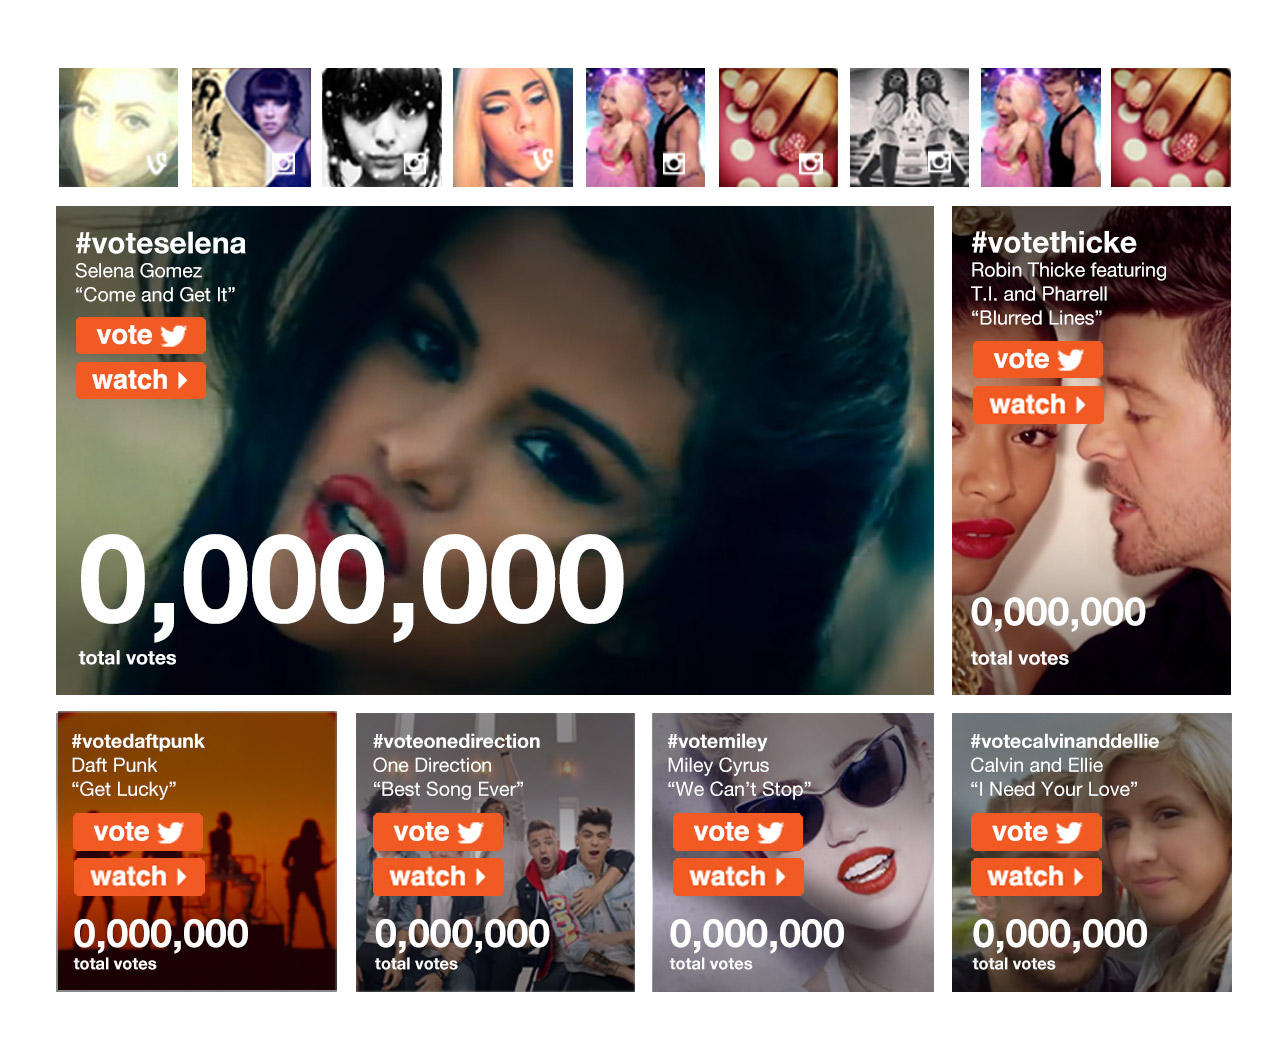 #voteselena
Selena Gomez
“Come and Get It”
vote
watch
0,000,000
total votes
#votethicke
Robin Thicke featuring
T.I. and Pharrell
“Blurred Lines”
vote
watch
0,000,000
total votes
#votedaftpunk
Daft Punk
“Get Lucky”
vote
watch
0,000,000
total votes
#voteonedirection
One Direction
“Best Song Ever”
vote
watch
0,000,000
total votes
#votemiley
Miley Cyrus
“We Can’t Stop”
vote
watch
0,000,000
total votes
#votecalvinanddellie
Calvin and Ellie
“I Need Your Love”
vote
watch
0,000,000
total votes